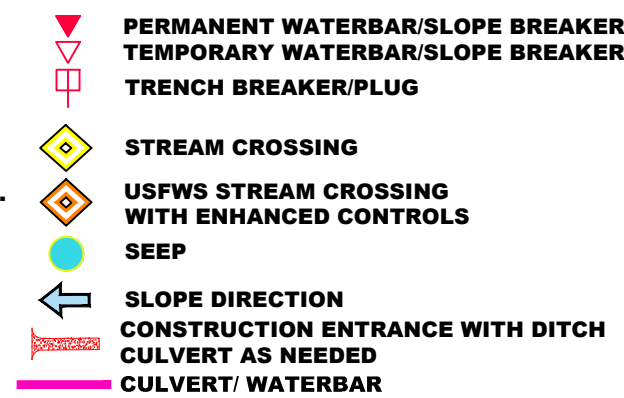 PERMANENT WATERBAR/SLOPE BREAKER
TEMPORARY WATERBAR/SLOPE BREAKER
TRENCH BREAKER/PLUG
STREAM CROSSING
USFWS STREAM CROSSING
WITH ENHANCED CONTROLS
SEEP
SLOPE DIRECTION
CONSTRUCTION ENTRANCE WITH DITCH
CULVERT AS NEEDED
CULVERT/ WATERBAR